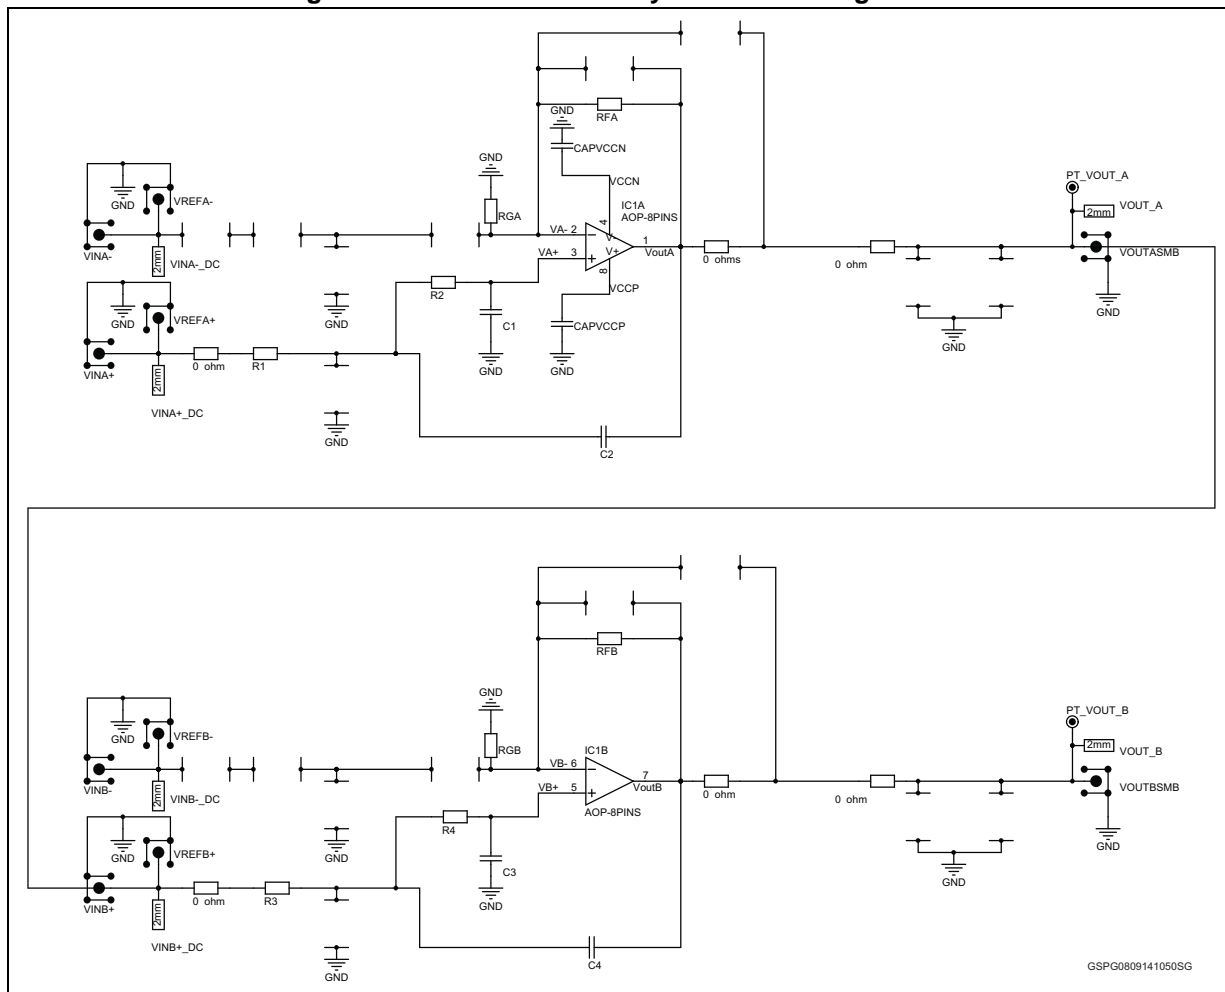 GND
RFA
CAPVCCN
GND
VCCN
IC1A
AOP-8PINS
RGA
VA- 2
4
V-
1
VoutA
VA+ 3
V+
8
VCCP
CAPVCCP
GND
GND
VREFA-
VINA-
2mm
VINA-_DC
GND
GND
VREFA+
VINA+
2mm
VINA+_DC
0 ohm
R1
GND
R2
C1
GND
C2
0 ohms
0 ohm
GND
PT_VOUT_A
2mm
VOUT_A
VOUTASMB
GND
RFB
GND
RGB
IC1B
VB- 6
7
VoutB
VB+ 5
AOP-8PINS
GND
VREFB-
VINB-
2mm
VINB-_DC
GND
GND
VREFB+
VINB+
2mm
VINB+_DC
0 ohm
R3
GND
R4
C3
GND
C4
0 ohm
0 ohm
GND
PT_VOUT_B
2mm
VOUT_B
VOUTBSMB
GND
GSPG0809141050SG